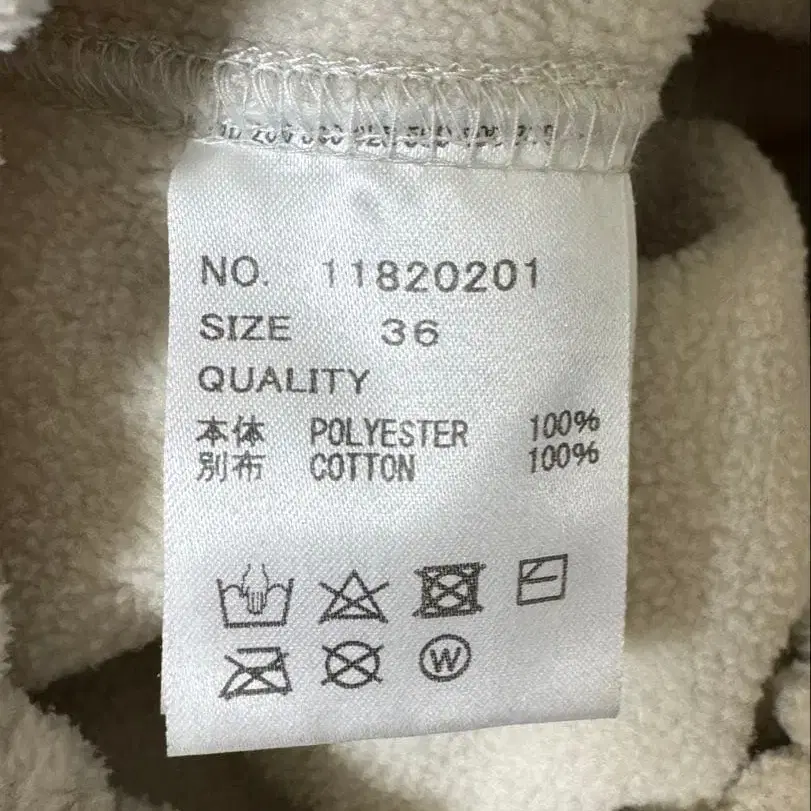 NO. 11820201
SIZE 36
QUALITY
本体 POLYESTER 100%
別布 COTTON 100%
W